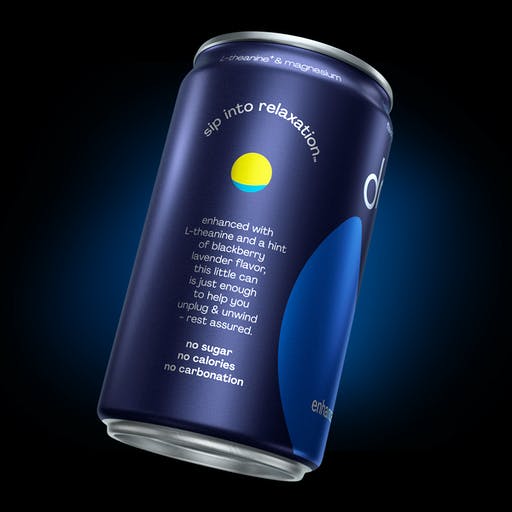 L-theanine⁺ & magnesium
sip into relaxation™
enhanced with
L-theanine and a hint
of blackberry
lavender flavor,
this little can
is just enough
to help you
unplug & unwind
– rest assured.
no sugar
no calories
no carbonation